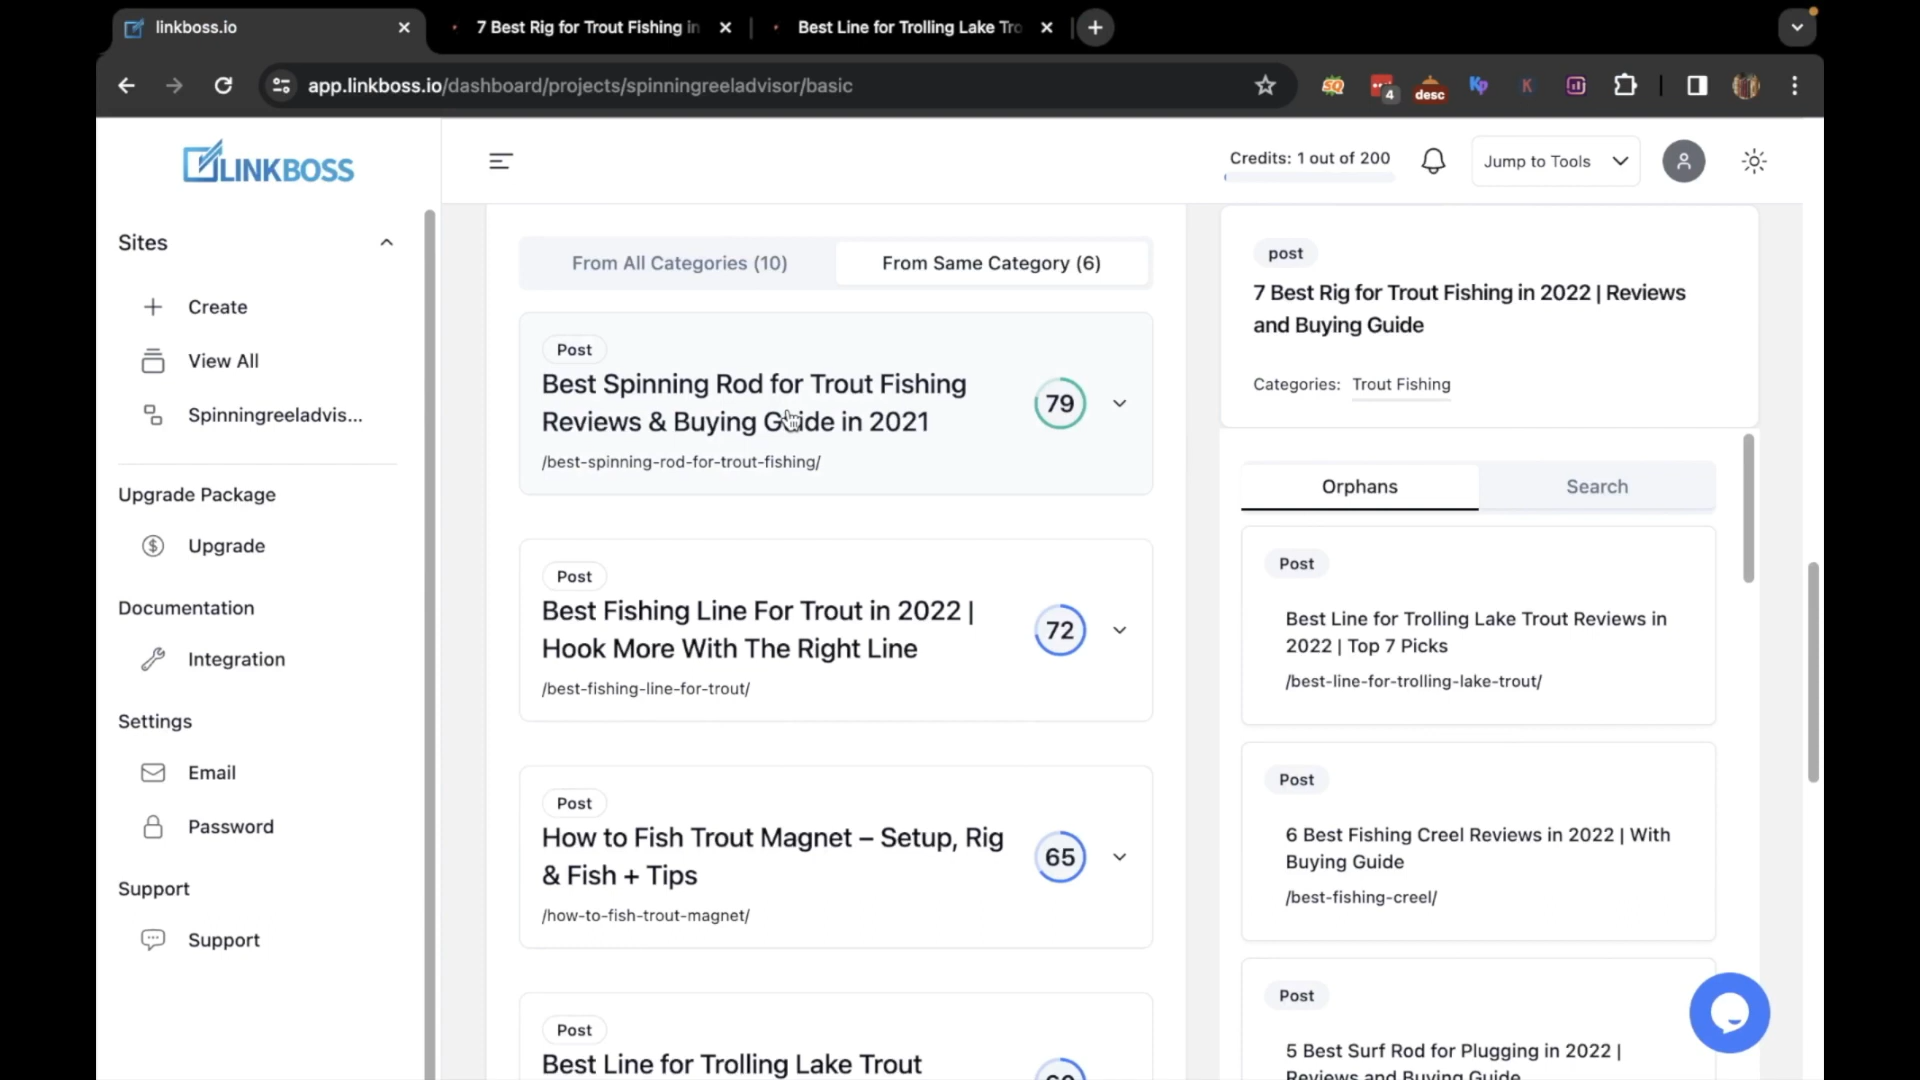 linkboss.io
7 Best Rig for Trout Fishing in
Best Line for Trolling Lake Tro
app.linkboss.io/dashboard/projects/spinningreeladvisor/basic
SQ
4
desc
Kp
K
LINKBOSS
Credits: 1 out of 200
Jump to Tools
Sites
Create
View All
Spinningreeladvis...
Upgrade Package
Upgrade
Documentation
Integration
Settings
Email
Password
Support
Support
From All Categories (10)
From Same Category (6)
Post
Best Spinning Rod for Trout Fishing
Reviews & Buying Guide in 2021
/best-spinning-rod-for-trout-fishing/
79
Post
Best Fishing Line For Trout in 2022 |
Hook More With The Right Line
/best-fishing-line-for-trout/
72
Post
How to Fish Trout Magnet – Setup, Rig
& Fish + Tips
/how-to-fish-trout-magnet/
65
Post
Best Line for Trolling Lake Trout
post
7 Best Rig for Trout Fishing in 2022 | Reviews
and Buying Guide
Categories: Trout Fishing
Orphans
Search
Post
Best Line for Trolling Lake Trout Reviews in
2022 | Top 7 Picks
/best-line-for-trolling-lake-trout/
Post
6 Best Fishing Creel Reviews in 2022 | With
Buying Guide
/best-fishing-creel/
Post
5 Best Surf Rod for Plugging in 2022 |
Reviews and Buying Guide